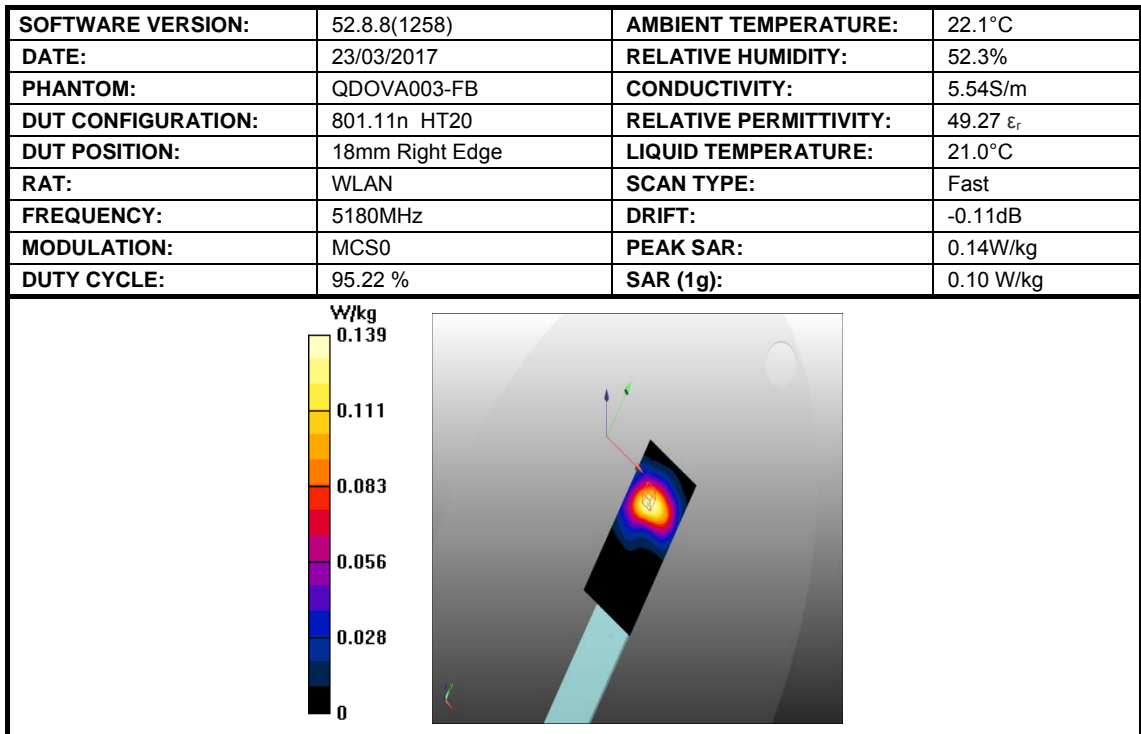 SOFTWARE VERSION: 52.8.8(1258) AMBIENT TEMPERATURE: 22.1°C
DATE: 23/03/2017 RELATIVE HUMIDITY: 52.3%
PHANTOM: QDOVA003-FB CONDUCTIVITY: 5.54S/m
DUT CONFIGURATION: 801.11n HT20 RELATIVE PERMITTIVITY: 49.27 εr
DUT POSITION: 18mm Right Edge LIQUID TEMPERATURE: 21.0°C
RAT: WLAN SCAN TYPE: Fast
FREQUENCY: 5180MHz DRIFT: -0.11dB
MODULATION: MCS0 PEAK SAR: 0.14W/kg
DUTY CYCLE: 95.22 % SAR (1g): 0.10 W/kg
W/kg
0.139
0.111
0.083
0.056
0.028
0